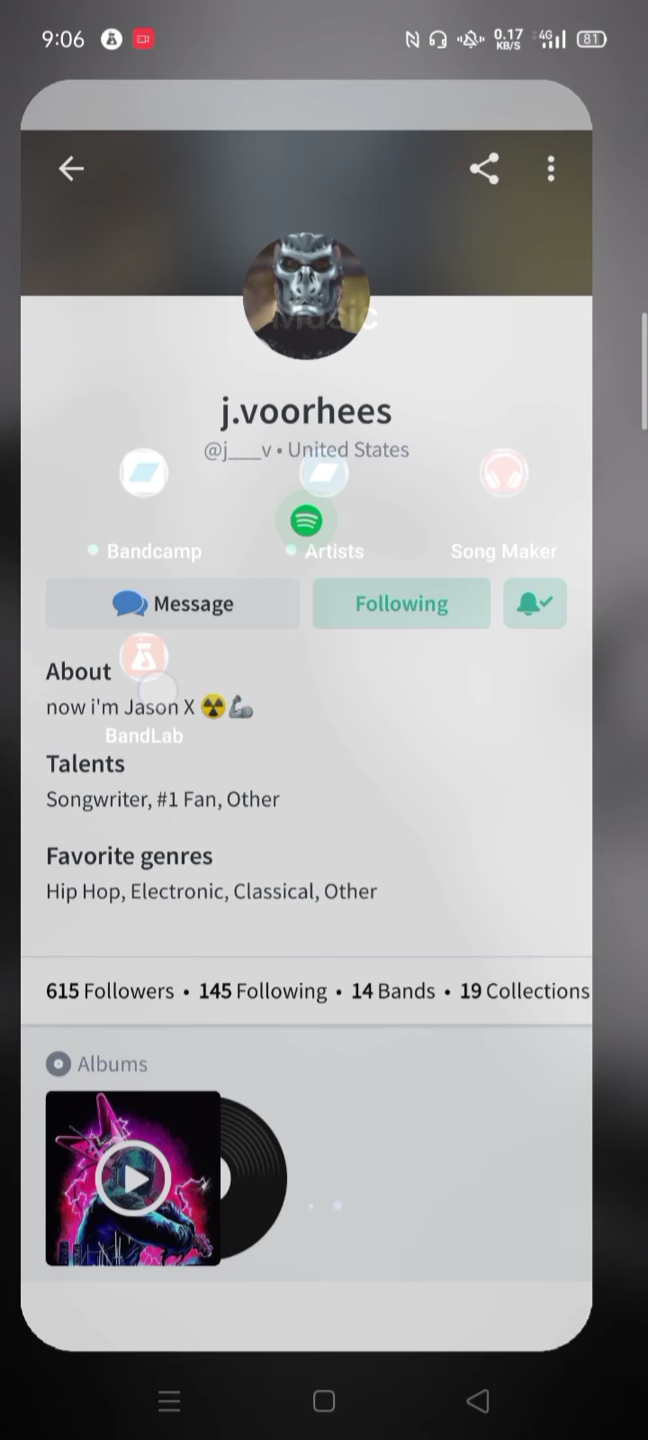 9:06
0.17
KB/S
4G
81
Music
j.voorhees
@j___v • United States
Bandcamp
Artists
Song Maker
Message
Following
About
now i'm Jason X ☢️🦾
BandLab
Talents
Songwriter, #1 Fan, Other
Favorite genres
Hip Hop, Electronic, Classical, Other
615 Followers • 145 Following • 14 Bands • 19 Collections
Albums